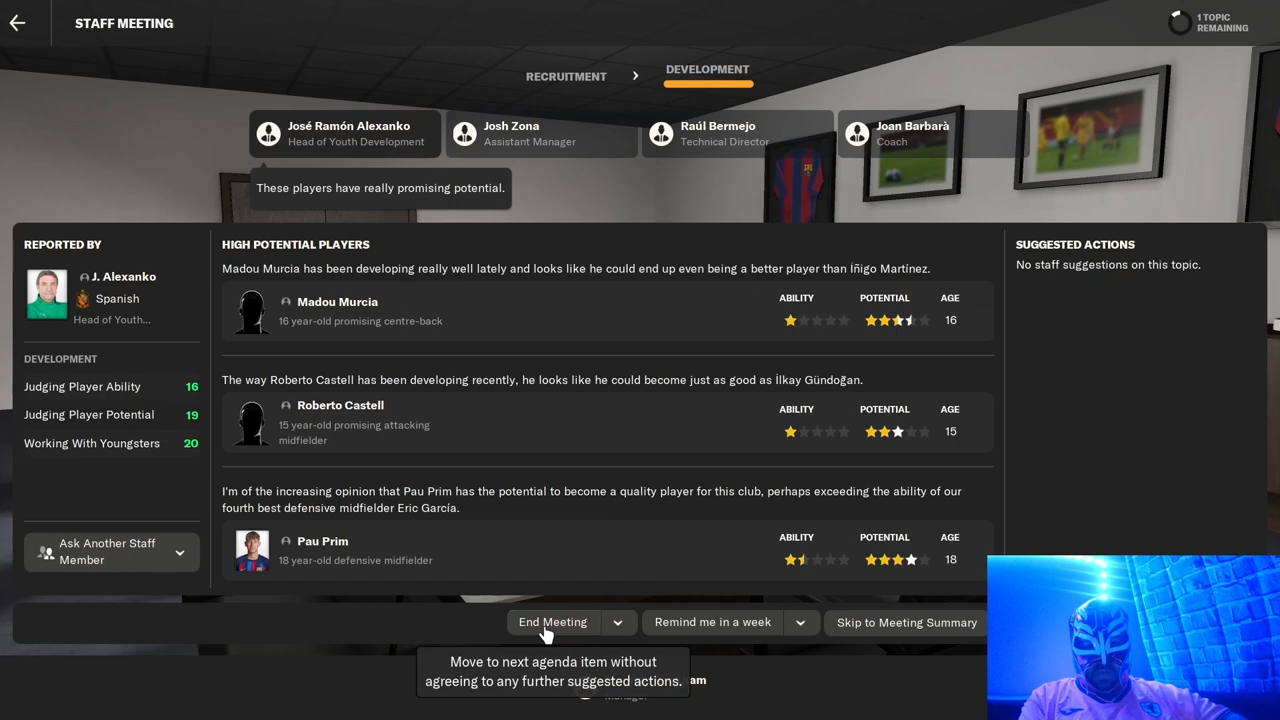 STAFF MEETING
1 TOPIC
REMAINING
RECRUITMENT
DEVELOPMENT
José Ramón Alexanko
Head of Youth Development
Josh Zona
Assistant Manager
Raúl Bermejo
Technical Director
Joan Barbarà
Coach
These players have really promising potential.
REPORTED BY
J. Alexanko
Spanish
Head of Youth...
DEVELOPMENT
Judging Player Ability 16
Judging Player Potential 19
Working With Youngsters 20
Ask Another Staff
Member
HIGH POTENTIAL PLAYERS
Madou Murcia has been developing really well lately and looks like he could end up even being a better player than Íñigo Martínez.
Madou Murcia
16 year-old promising centre-back
ABILITY POTENTIAL AGE
16
The way Roberto Castell has been developing recently, he looks like he could become just as good as İlkay Gündoğan.
Roberto Castell
15 year-old promising attacking
midfielder
ABILITY POTENTIAL AGE
15
I'm of the increasing opinion that Pau Prim has the potential to become a quality player for this club, perhaps exceeding the ability of our
fourth best defensive midfielder Eric García.
Pau Prim
18 year-old defensive midfielder
ABILITY POTENTIAL AGE
18
SUGGESTED ACTIONS
No staff suggestions on this topic.
End Meeting
Remind me in a week
Skip to Meeting Summary
Move to next agenda item without
agreeing to any further suggested actions.